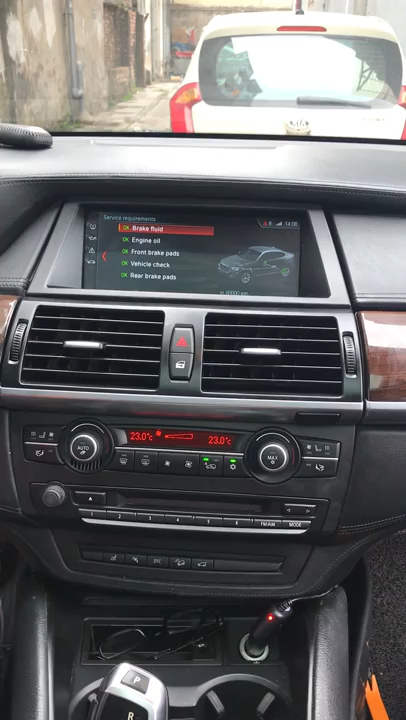 KIA
Service requirements
14:05
OK Brake fluid
OK Engine oil
OK Front brake pads
OK Vehicle check
OK Rear brake pads
23.0°c 23.0°c
AUTO
MAX
1 2 3 4 5 6 FM/AM MODE
P
R